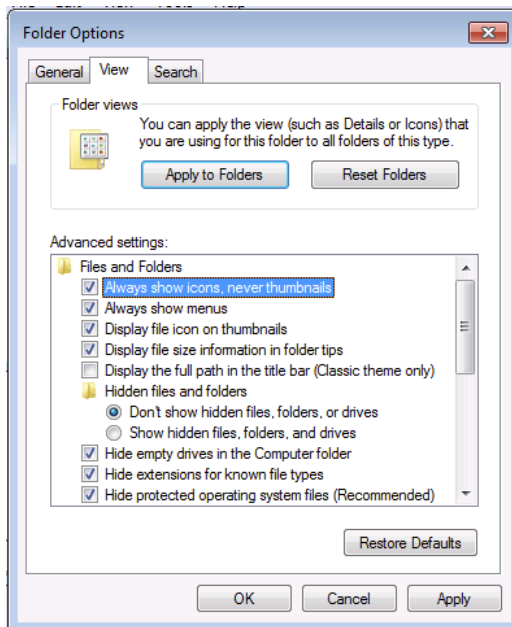 Folder Options
General View Search
Folder views
You can apply the view (such as Details or Icons) that
you are using for this folder to all folders of this type.
Apply to Folders Reset Folders
Advanced settings:
Files and Folders
Always show icons, never thumbnails
Always show menus
Display file icon on thumbnails
Display file size information in folder tips
Display the full path in the title bar (Classic theme only)
Hidden files and folders
Don't show hidden files, folders, or drives
Show hidden files, folders, and drives
Hide empty drives in the Computer folder
Hide extensions for known file types
Hide protected operating system files (Recommended)
Restore Defaults
OK Cancel Apply